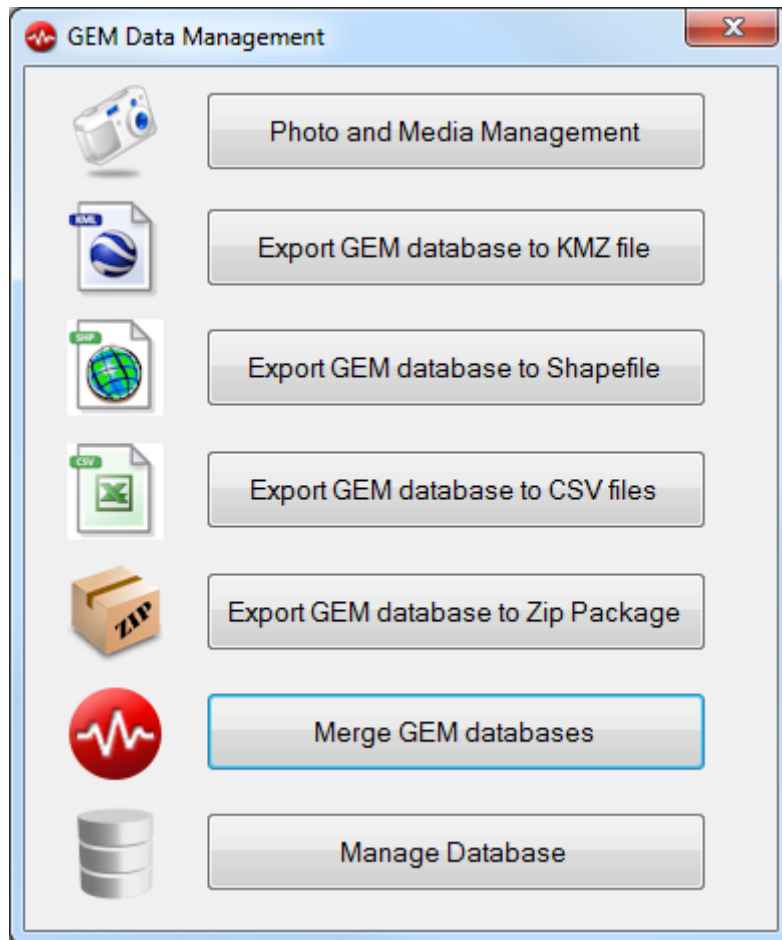 GEM Data Management
Photo and Media Management
KML
Export GEM database to KMZ file
SHP
Export GEM database to Shapefile
CSV
Export GEM database to CSV files
ZIP
Export GEM database to Zip Package
Merge GEM databases
Manage Database